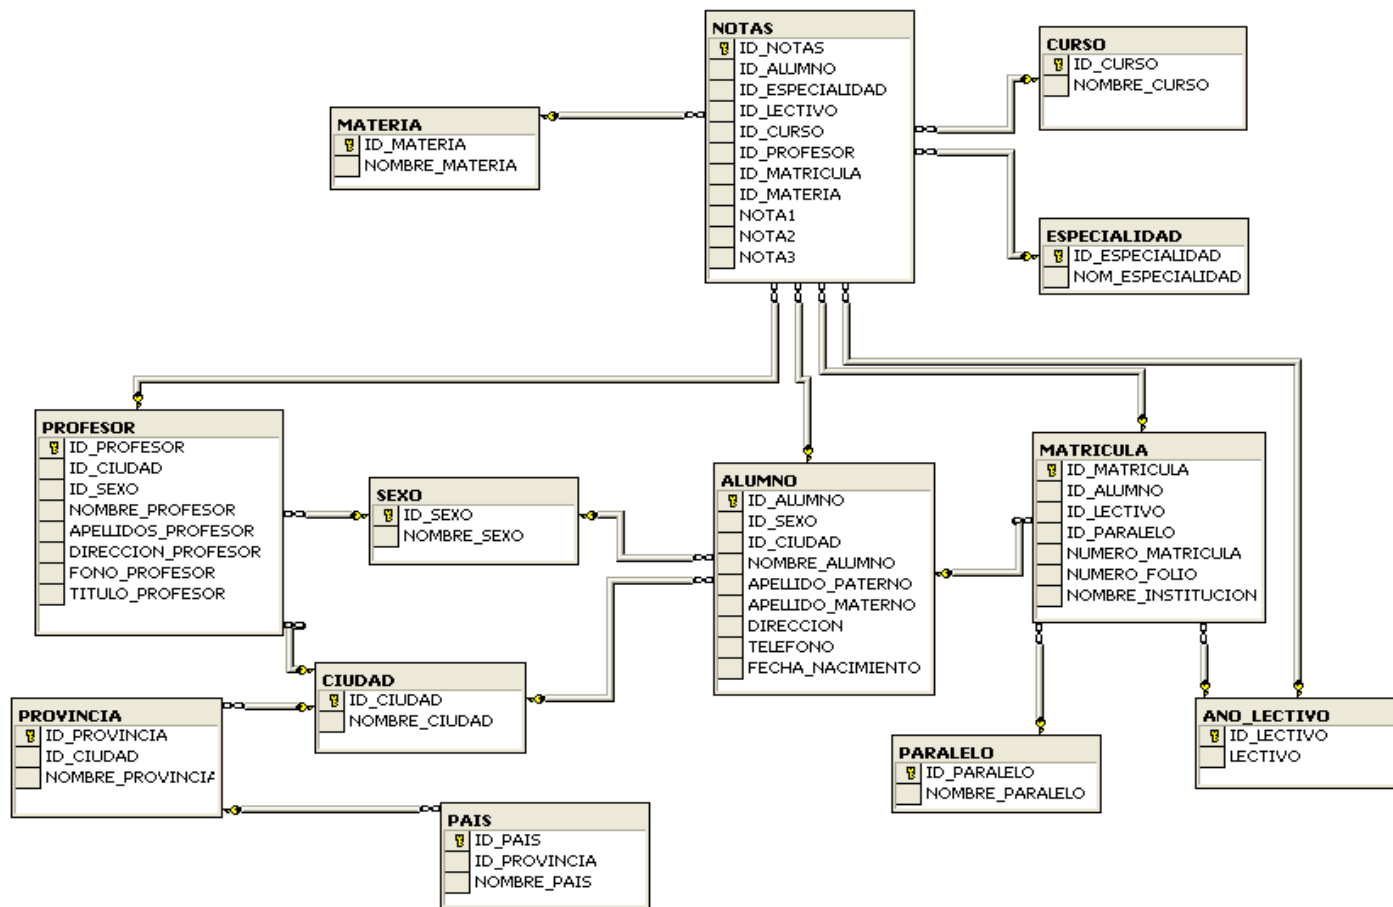 NOTAS
ID_NOTAS
ID_ALUMNO
ID_ESPECIALIDAD
ID_LECTIVO
ID_CURSO
ID_PROFESOR
ID_MATRICULA
ID_MATERIA
NOTA1
NOTA2
NOTA3
CURSO
ID_CURSO
NOMBRE_CURSO
MATERIA
ID_MATERIA
NOMBRE_MATERIA
ESPECIALIDAD
ID_ESPECIALIDAD
NOM_ESPECIALIDAD
PROFESOR
ID_PROFESOR
ID_CIUDAD
ID_SEXO
NOMBRE_PROFESOR
APELLIDOS_PROFESOR
DIRECCION_PROFESOR
FONO_PROFESOR
TITULO_PROFESOR
SEXO
ID_SEXO
NOMBRE_SEXO
ALUMNO
ID_ALUMNO
ID_SEXO
ID_CIUDAD
NOMBRE_ALUMNO
APELLIDO_PATERNO
APELLIDO_MATERNO
DIRECCION
TELEFONO
FECHA_NACIMIENTO
MATRICULA
ID_MATRICULA
ID_ALUMNO
ID_LECTIVO
ID_PARALELO
NUMERO_MATRICULA
NUMERO_FOLIO
NOMBRE_INSTITUCION
CIUDAD
ID_CIUDAD
NOMBRE_CIUDAD
PROVINCIA
ID_PROVINCIA
ID_CIUDAD
NOMBRE_PROVINCIA
PAIS
ID_PAIS
ID_PROVINCIA
NOMBRE_PAIS
PARALELO
ID_PARALELO
NOMBRE_PARALELO
ANO_LECTIVO
ID_LECTIVO
LECTIVO